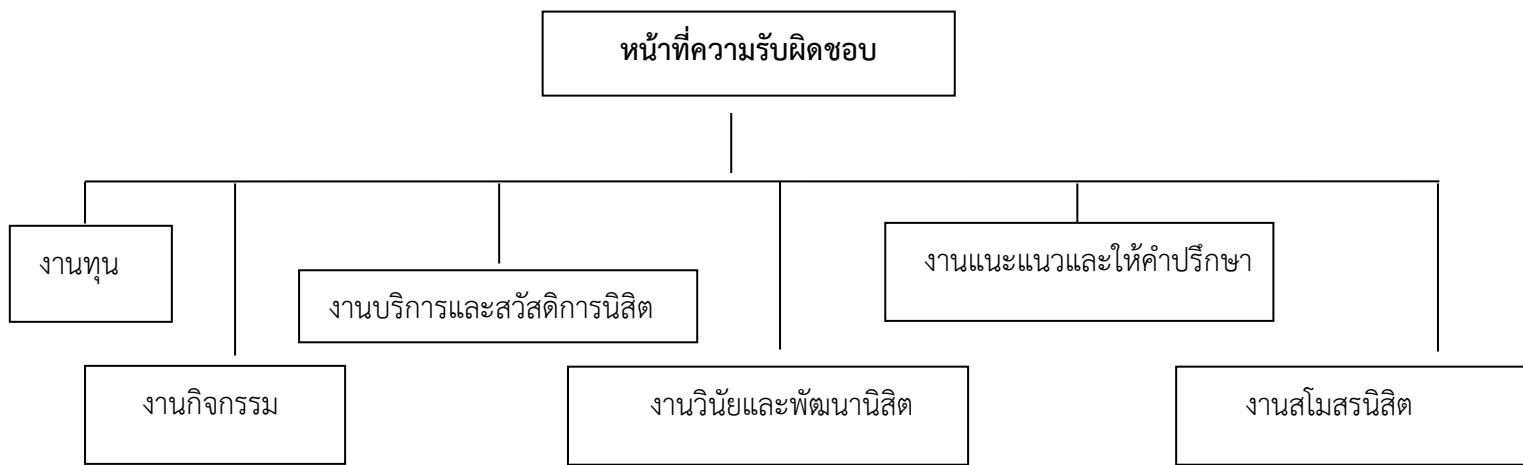 หน้าที่ความรับผิดชอบ
งานทุน
งานแนะแนวและให้คำปรึกษา
งานบริการและสวัสดิการนิสิต
งานกิจกรรม
งานวินัยและพัฒนานิสิต
งานสโมสรนิสิต